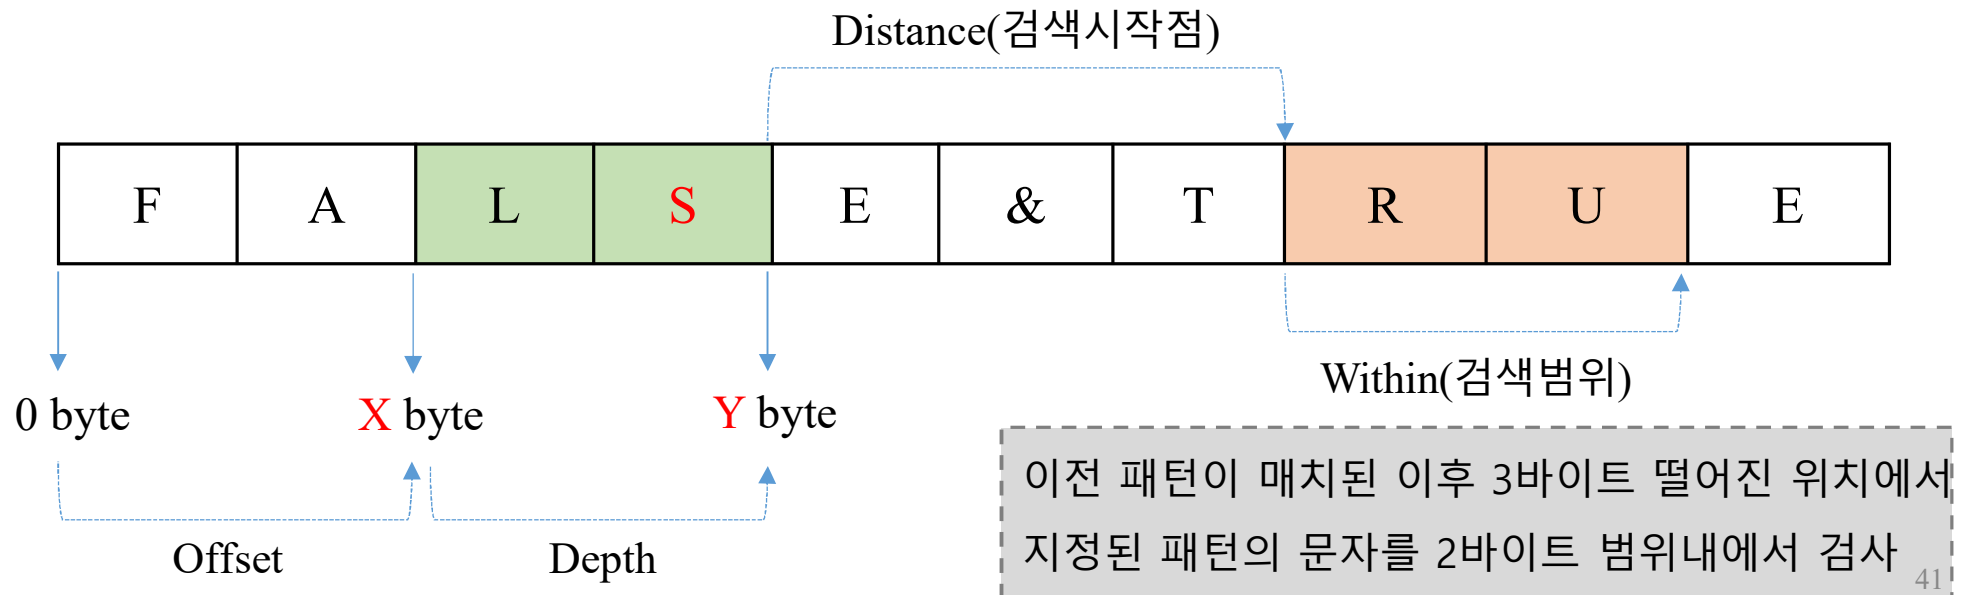 Distance(검색시작점)
F A L S E & T R U E
0 byte X byte Y byte
Within(검색범위)
Offset Depth
이전 패턴이 매치된 이후 3바이트 떨어진 위치에서
지정된 패턴의 문자를 2바이트 범위내에서 검사
41